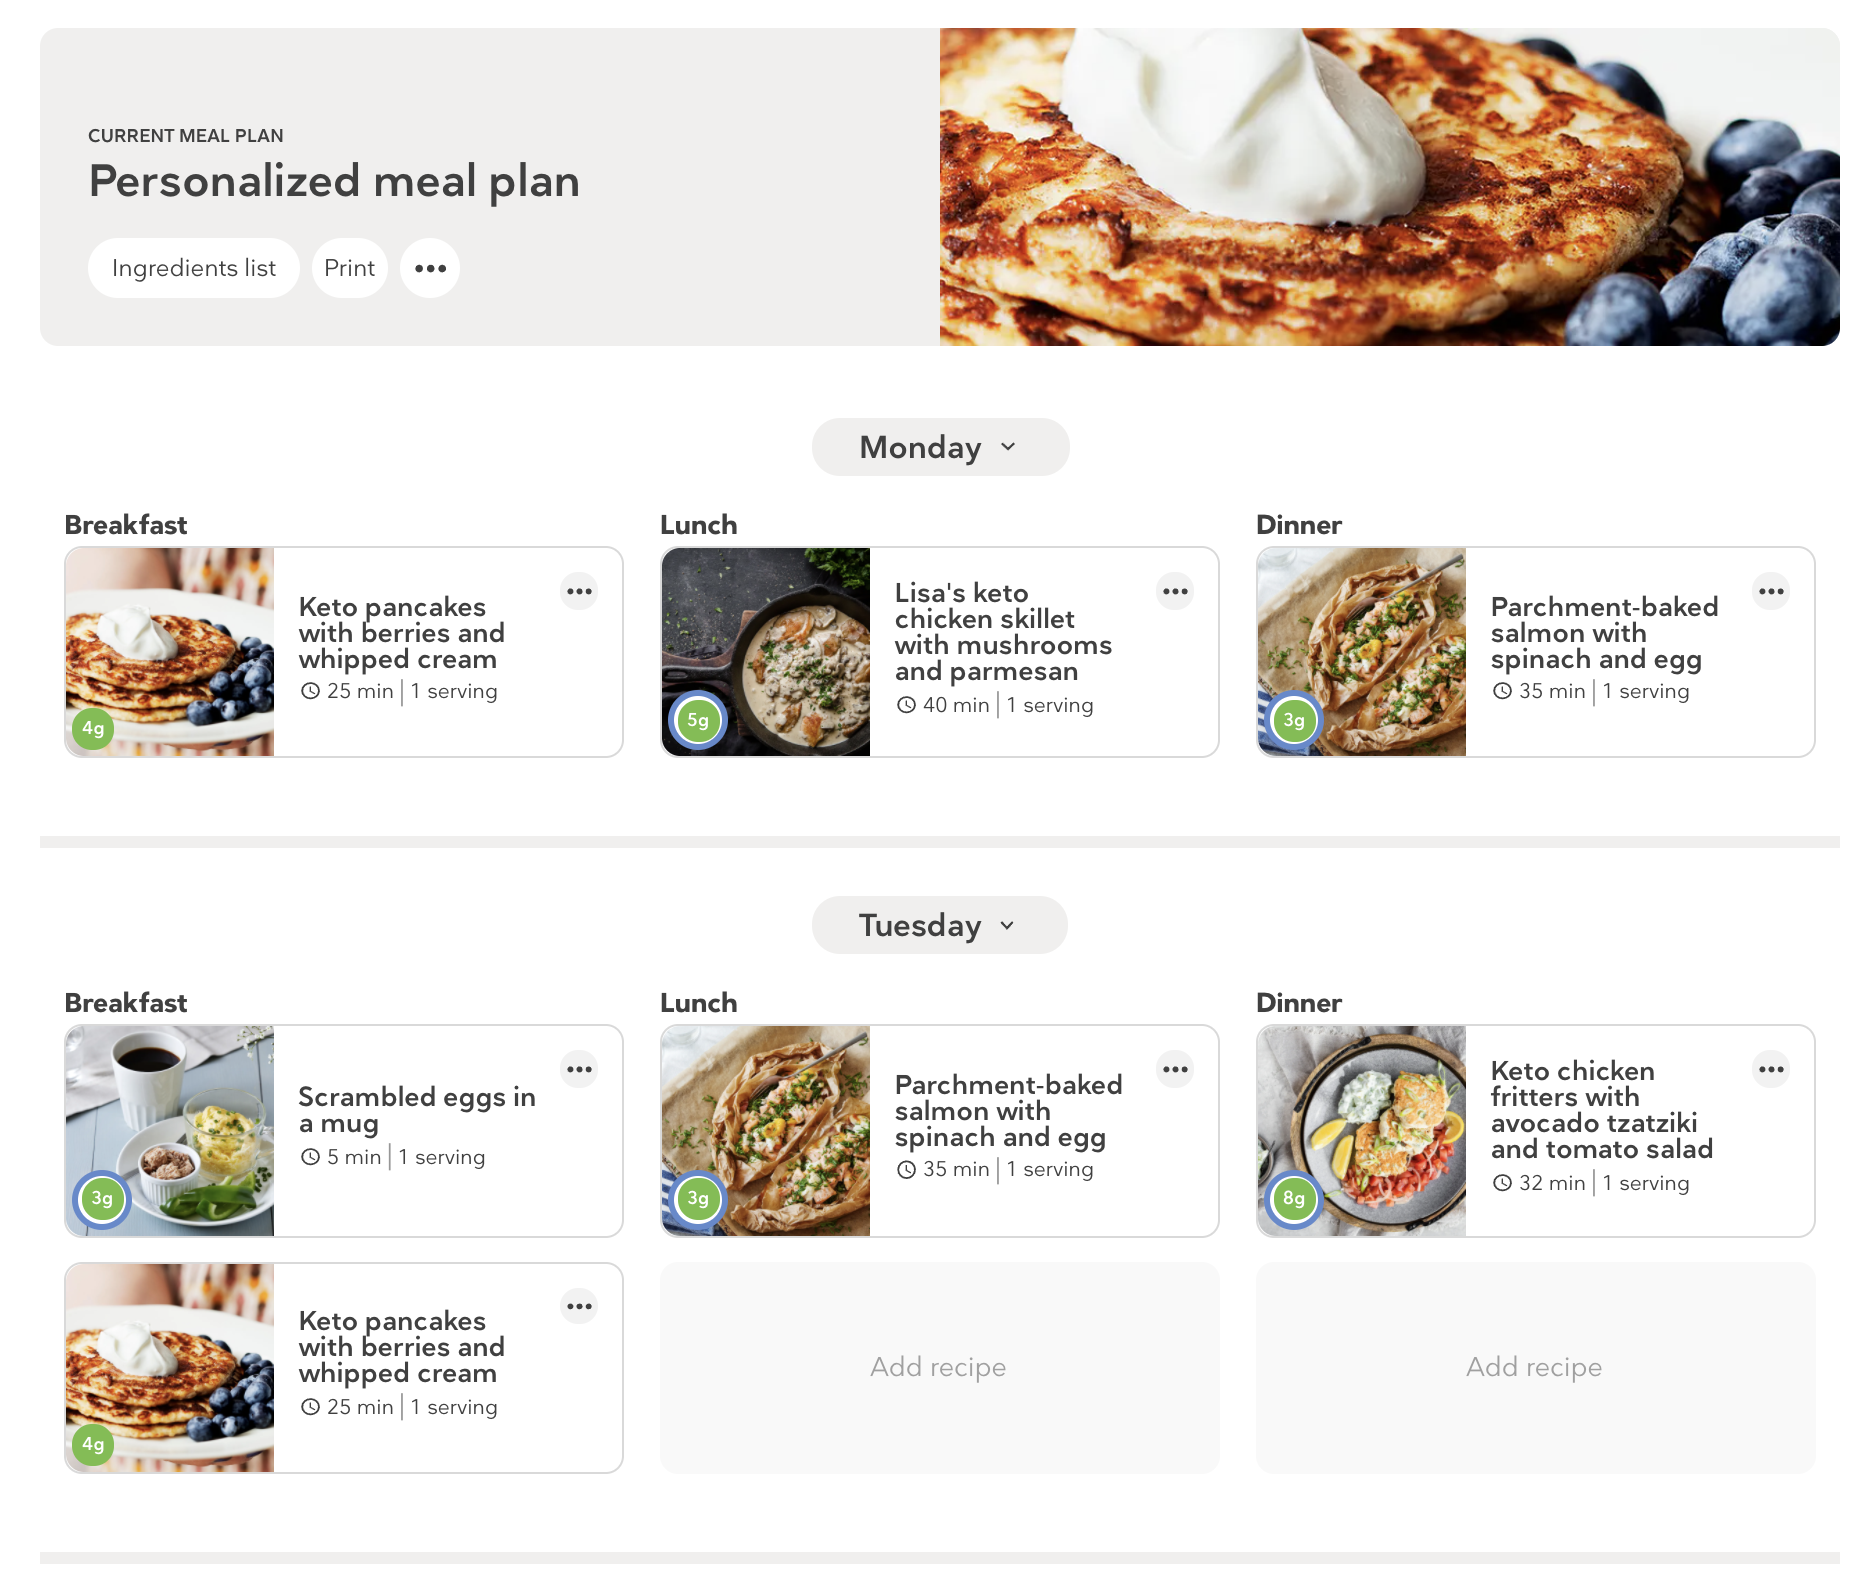 CURRENT MEAL PLAN
Personalized meal plan
Ingredients list
Print
Monday
Breakfast
Keto pancakes
with berries and
whipped cream
25 min | 1 serving
4g
Lunch
Lisa's keto
chicken skillet
with mushrooms
and parmesan
40 min | 1 serving
5g
Dinner
Parchment-baked
salmon with
spinach and egg
35 min | 1 serving
3g
Tuesday
Breakfast
Scrambled eggs in
a mug
5 min | 1 serving
3g
Keto pancakes
with berries and
whipped cream
25 min | 1 serving
4g
Lunch
Parchment-baked
salmon with
spinach and egg
35 min | 1 serving
3g
Add recipe
Dinner
Keto chicken
fritters with
avocado tzatziki
and tomato salad
32 min | 1 serving
8g
Add recipe